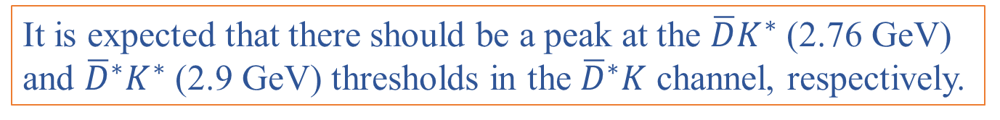 It is expected that there should be a peak at the D̅K* (2.76 GeV)
and D̅*K* (2.9 GeV) thresholds in the D̅*K channel, respectively.